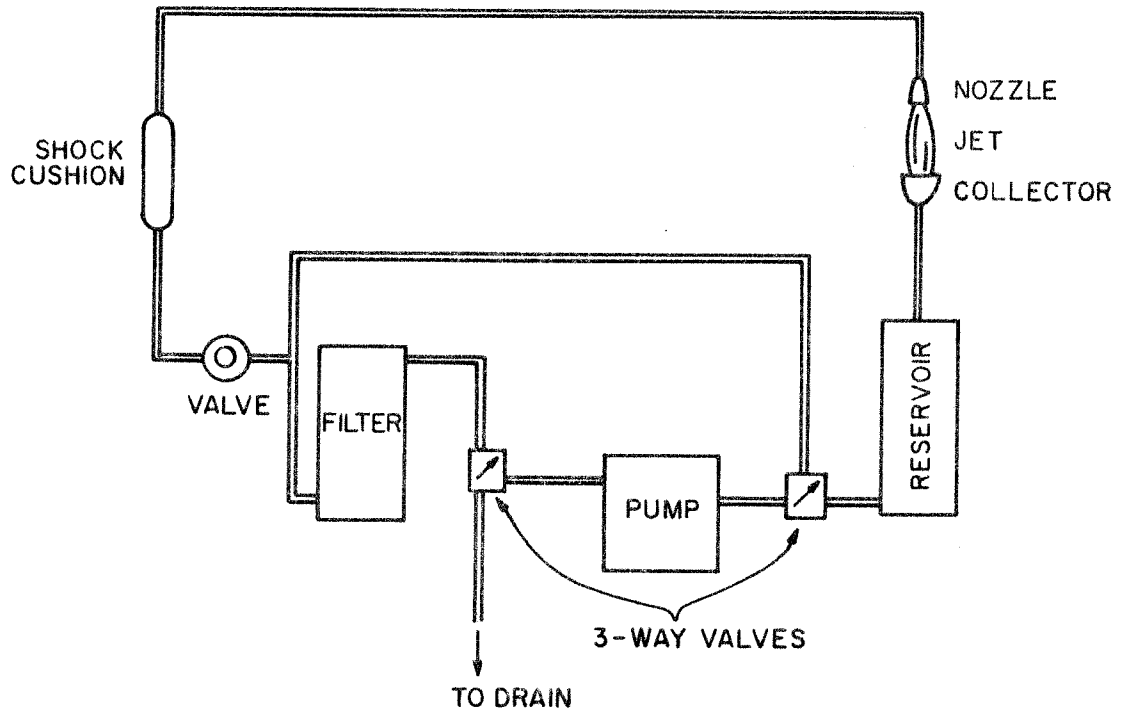 NOZZLE
JET
COLLECTOR
SHOCK
CUSHION
VALVE
FILTER
PUMP
RESERVOIR
3-WAY VALVES
TO DRAIN